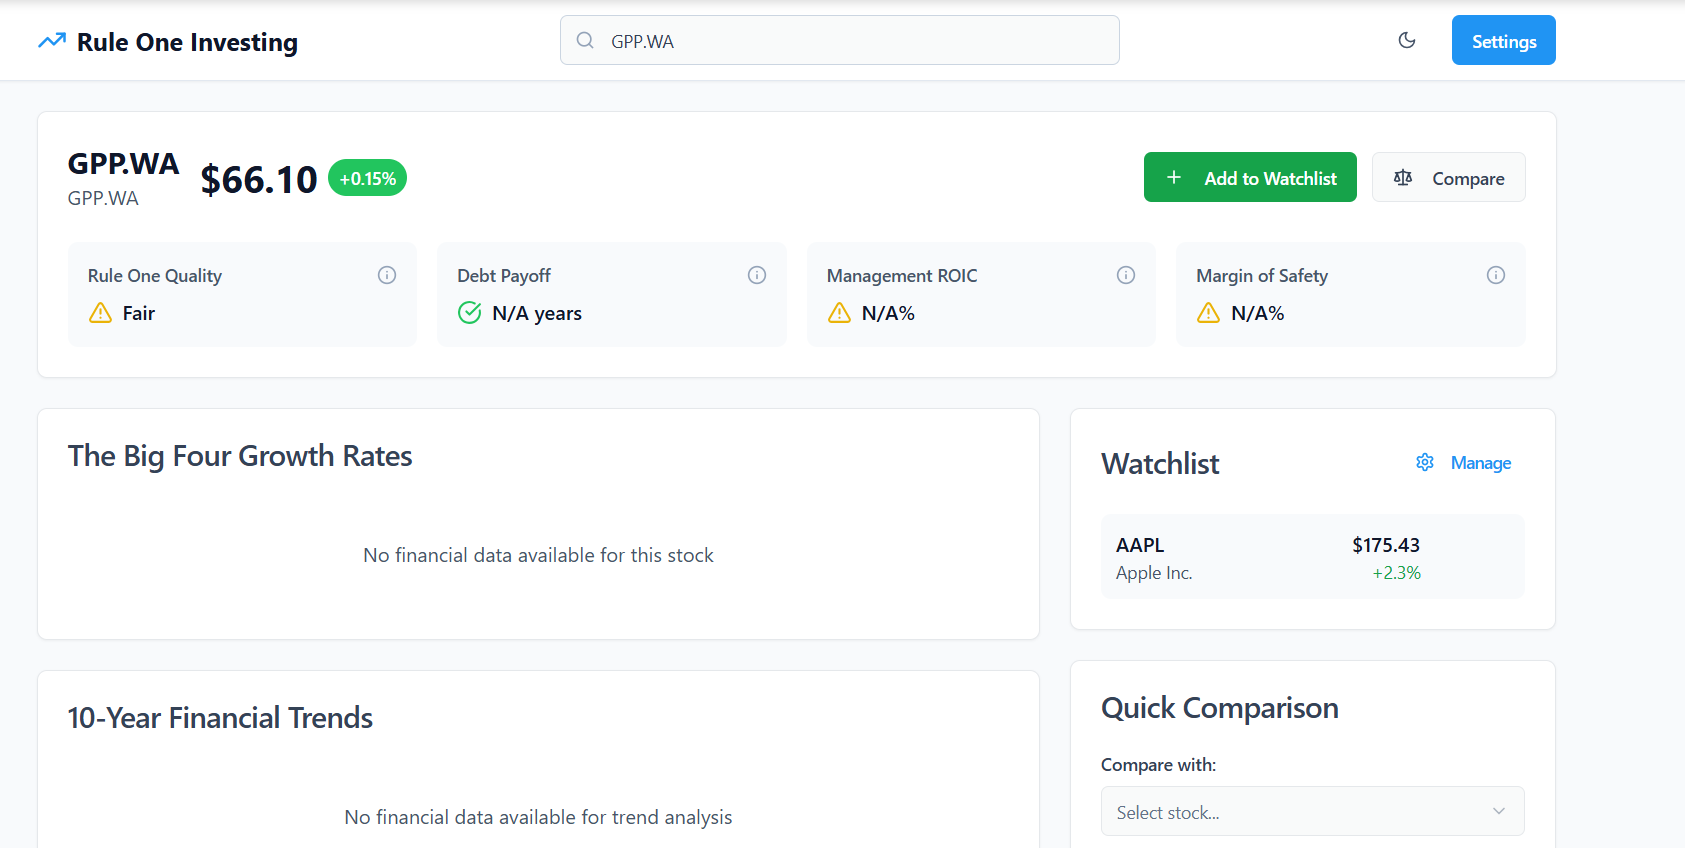 Rule One Investing
GPP.WA
Settings
GPP.WA
GPP.WA
$66.10
+0.15%
Add to Watchlist
Compare
Rule One Quality
Fair
Debt Payoff
N/A years
Management ROIC
N/A%
Margin of Safety
N/A%
The Big Four Growth Rates
No financial data available for this stock
10-Year Financial Trends
No financial data available for trend analysis
Watchlist
Manage
AAPL
$175.43
Apple Inc.
+2.3%
Quick Comparison
Compare with:
Select stock...